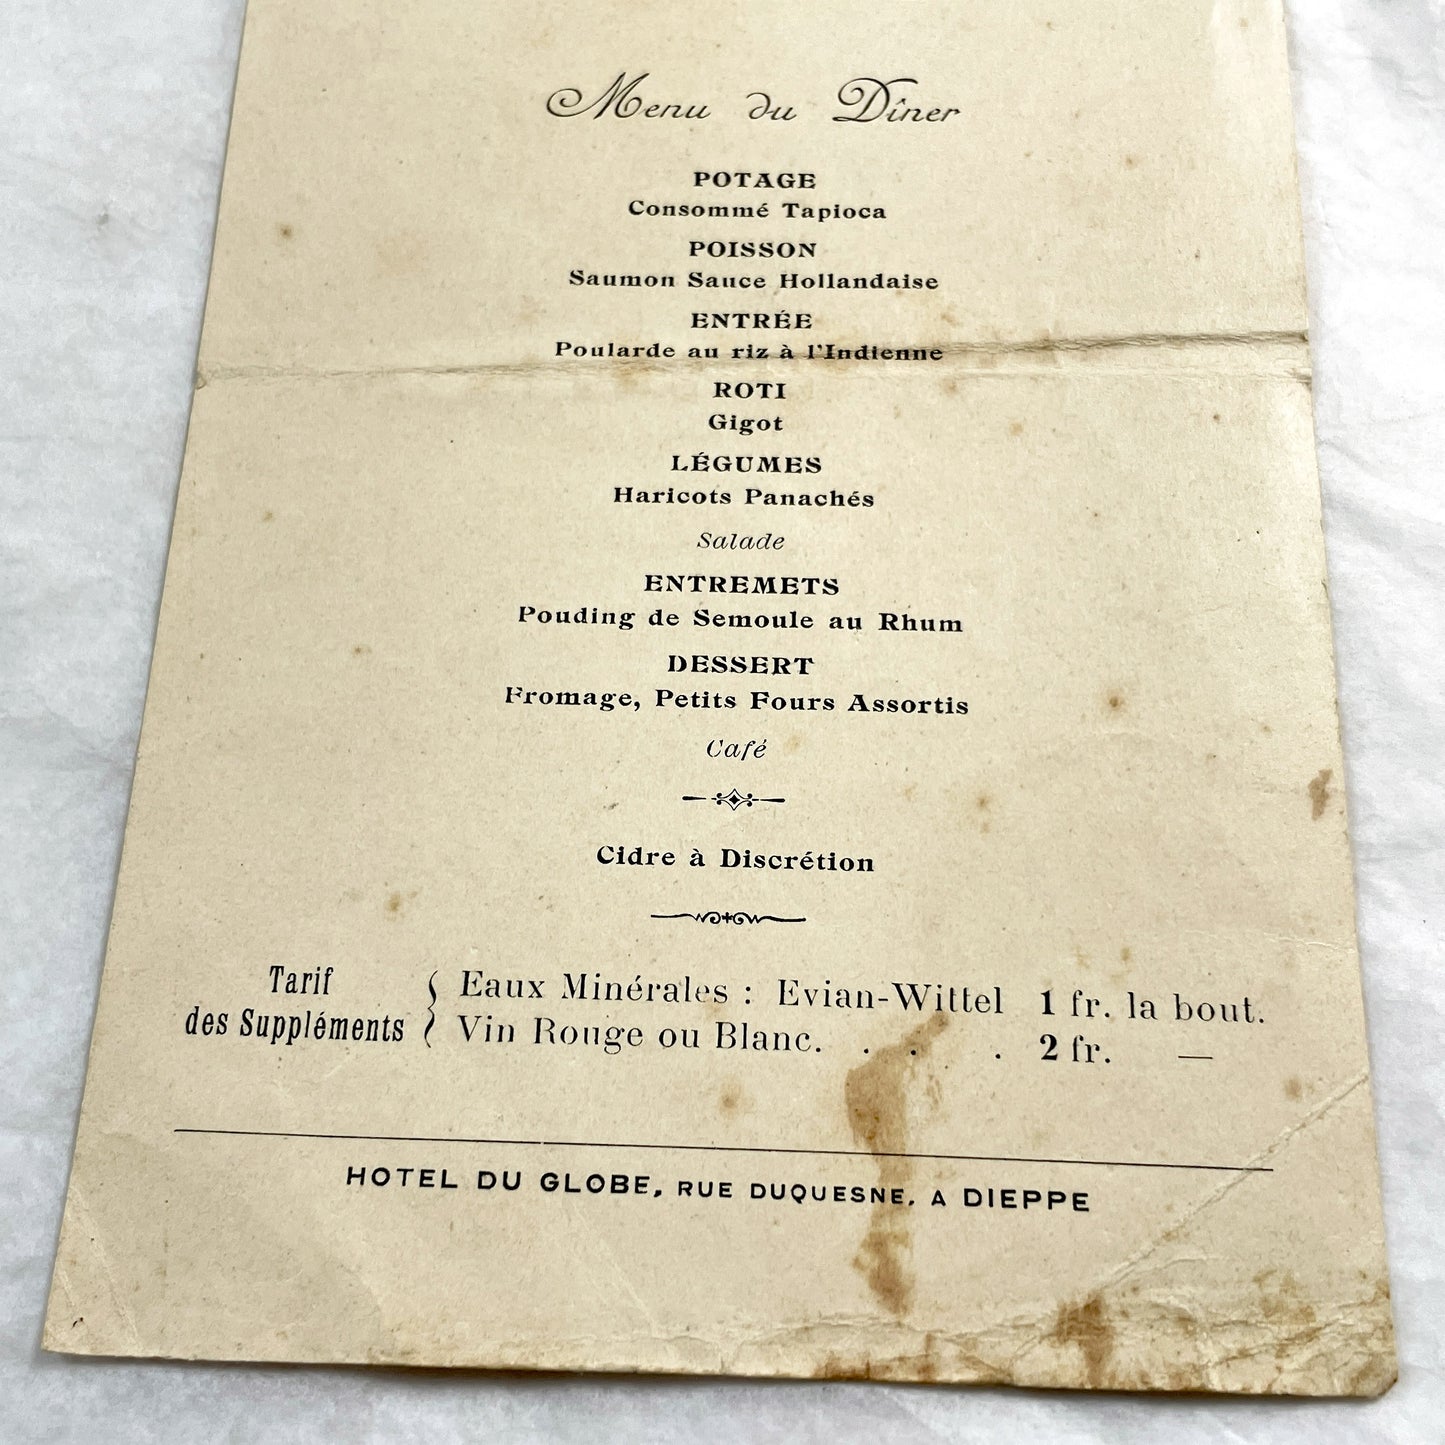 Menu du Dîner
POTAGE
Consommé Tapioca
POISSON
Saumon Sauce Hollandaise
ENTRÉE
Poularde au riz à l'Indienne
ROTI
Gigot
LÉGUMES
Haricots Panachés
Salade
ENTREMETS
Pouding de Semoule au Rhum
DESSERT
Fromage, Petits Fours Assortis
Café
Cidre à Discrétion
Tarif des Suppléments
Eaux Minérales : Evian-Wittel 1 fr. la bout.
Vin Rouge ou Blanc. . . . 2 fr. —
HOTEL DU GLOBE, RUE DUQUESNE, A DIEPPE